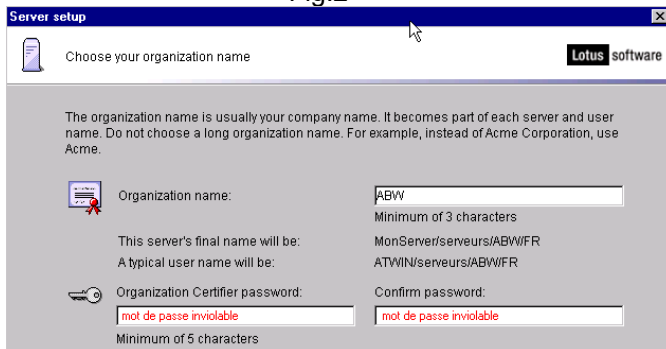 Fig.2
Server setup
Choose your organization name
Lotus software
The organization name is usually your company name. It becomes part of each server and user
name. Do not choose a long organization name. For example, instead of Acme Corporation, use
Acme.
Organization name:
ABW
Minimum of 3 characters
This server's final name will be:
MonServer/serveurs/ABW/FR
A typical user name will be:
ATWIN/serveurs/ABW/FR
Organization Certifier password:
Confirm password:
mot de passe inviolable
mot de passe inviolable
Minimum of 5 characters